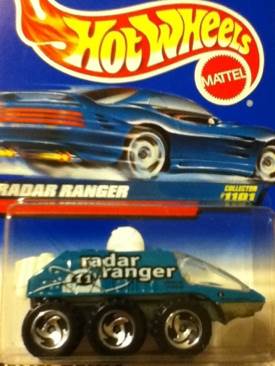 Hot Wheels
MATTEL
RADAR RANGER
COLLECTOR
#1101
radar
ranger